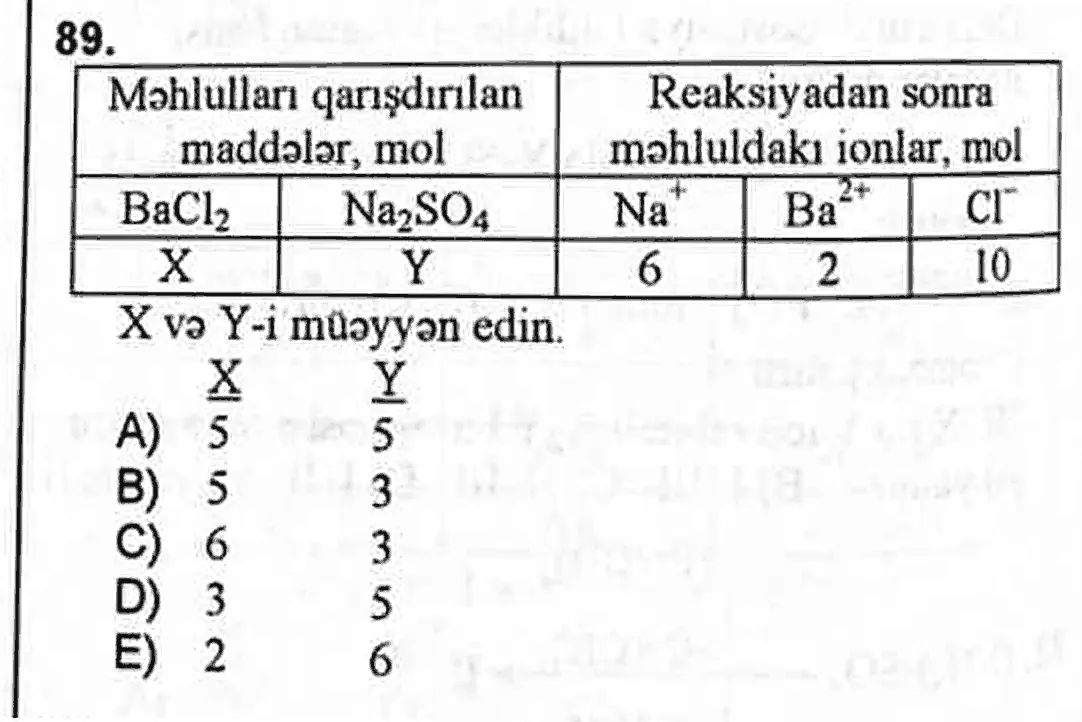 89.
Məhlulları qarışdırılan maddələr, mol | Reaksiyadan sonra məhluldakı ionlar, mol
BaCl₂ | Na₂SO₄ | Na⁺ | Ba²⁺ | Cl⁻
X | Y | 6 | 2 | 10
X və Y-i müəyyən edin.
X Y
A) 5 5
B) 5 3
C) 6 3
D) 3 5
E) 2 6